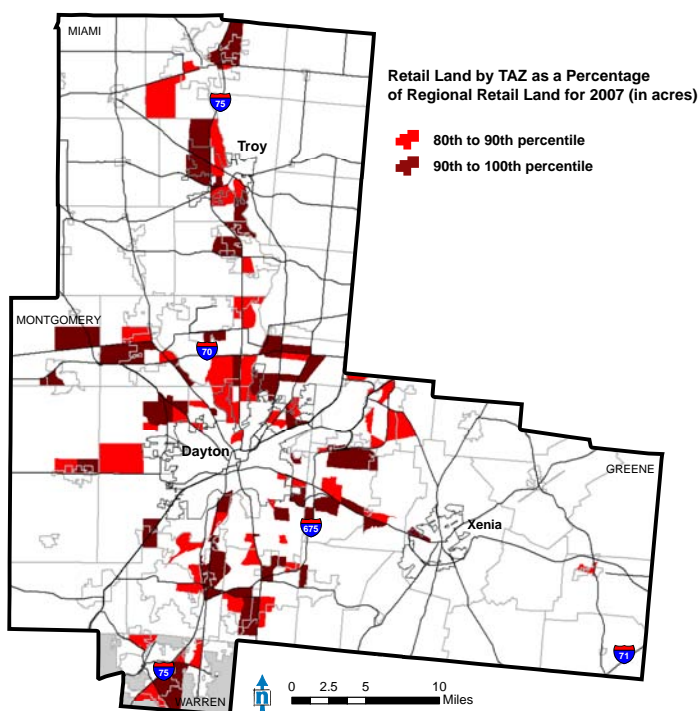 MIAMI
Retail Land by TAZ as a Percentage
of Regional Retail Land for 2007 (in acres)
80th to 90th percentile
90th to 100th percentile
75
Troy
MONTGOMERY
70
Dayton
GREENE
675
Xenia
71
75
WARREN
n
0 2.5 5 10
Miles